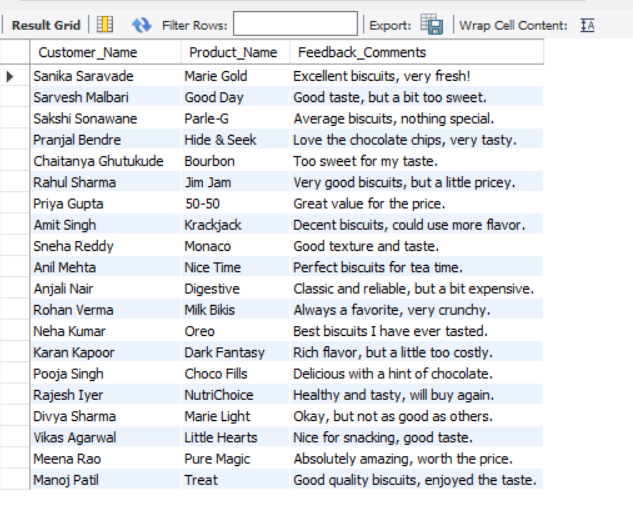 Result Grid Filter Rows: Export: Wrap Cell Content: IA
Customer_Name Product_Name Feedback_Comments
Sanika Saravade Marie Gold Excellent biscuits, very fresh!
Sarvesh Malbari Good Day Good taste, but a bit too sweet.
Sakshi Sonawane Parle-G Average biscuits, nothing special.
Pranjal Bendre Hide & Seek Love the chocolate chips, very tasty.
Chaitanya Ghutukude Bourbon Too sweet for my taste.
Rahul Sharma Jim Jam Very good biscuits, but a little pricey.
Priya Gupta 50-50 Great value for the price.
Amit Singh Krackjack Decent biscuits, could use more flavor.
Sneha Reddy Monaco Good texture and taste.
Anil Mehta Nice Time Perfect biscuits for tea time.
Anjali Nair Digestive Classic and reliable, but a bit expensive.
Rohan Verma Milk Bikis Always a favorite, very crunchy.
Neha Kumar Oreo Best biscuits I have ever tasted.
Karan Kapoor Dark Fantasy Rich flavor, but a little too costly.
Pooja Singh Choco Fills Delicious with a hint of chocolate.
Rajesh Iyer NutriChoice Healthy and tasty, will buy again.
Divya Sharma Marie Light Okay, but not as good as others.
Vikas Agarwal Little Hearts Nice for snacking, good taste.
Meena Rao Pure Magic Absolutely amazing, worth the price.
Manoj Patil Treat Good quality biscuits, enjoyed the taste.